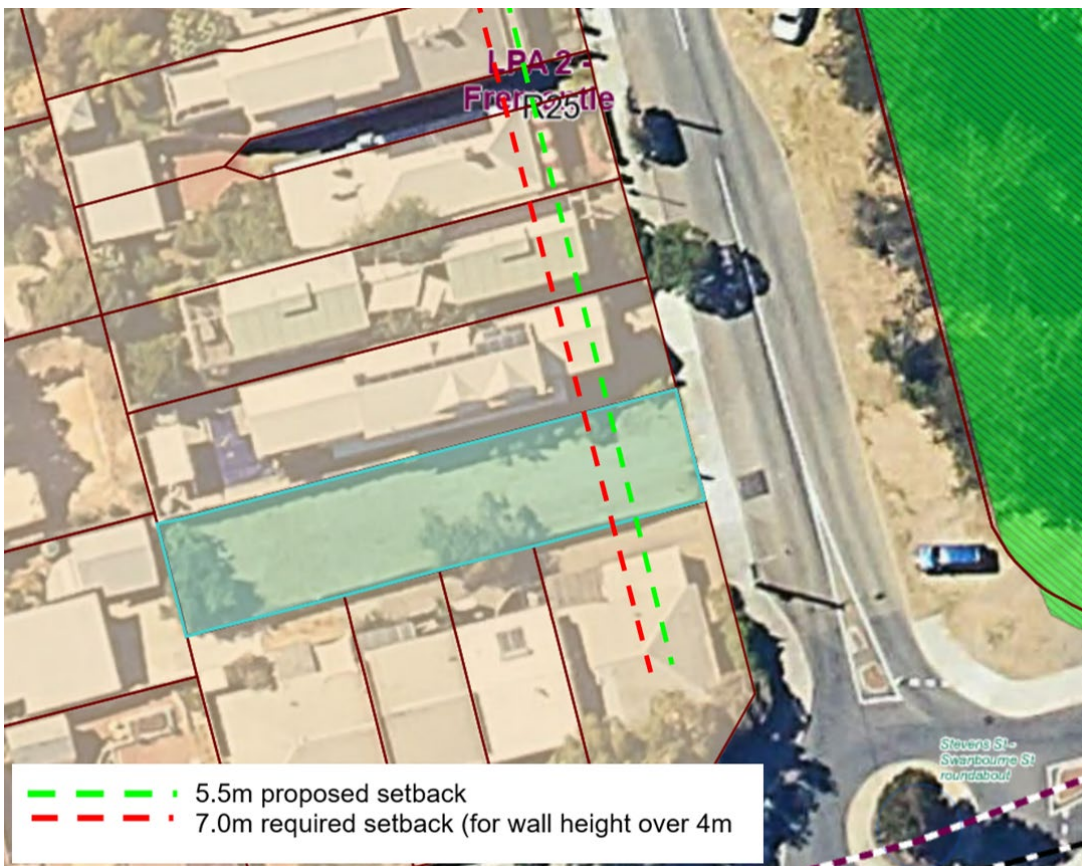 LPA 2 -
Fremantle
R25
Stevens St -
Swanbourne St
roundabout
5.5m proposed setback
7.0m required setback (for wall height over 4m